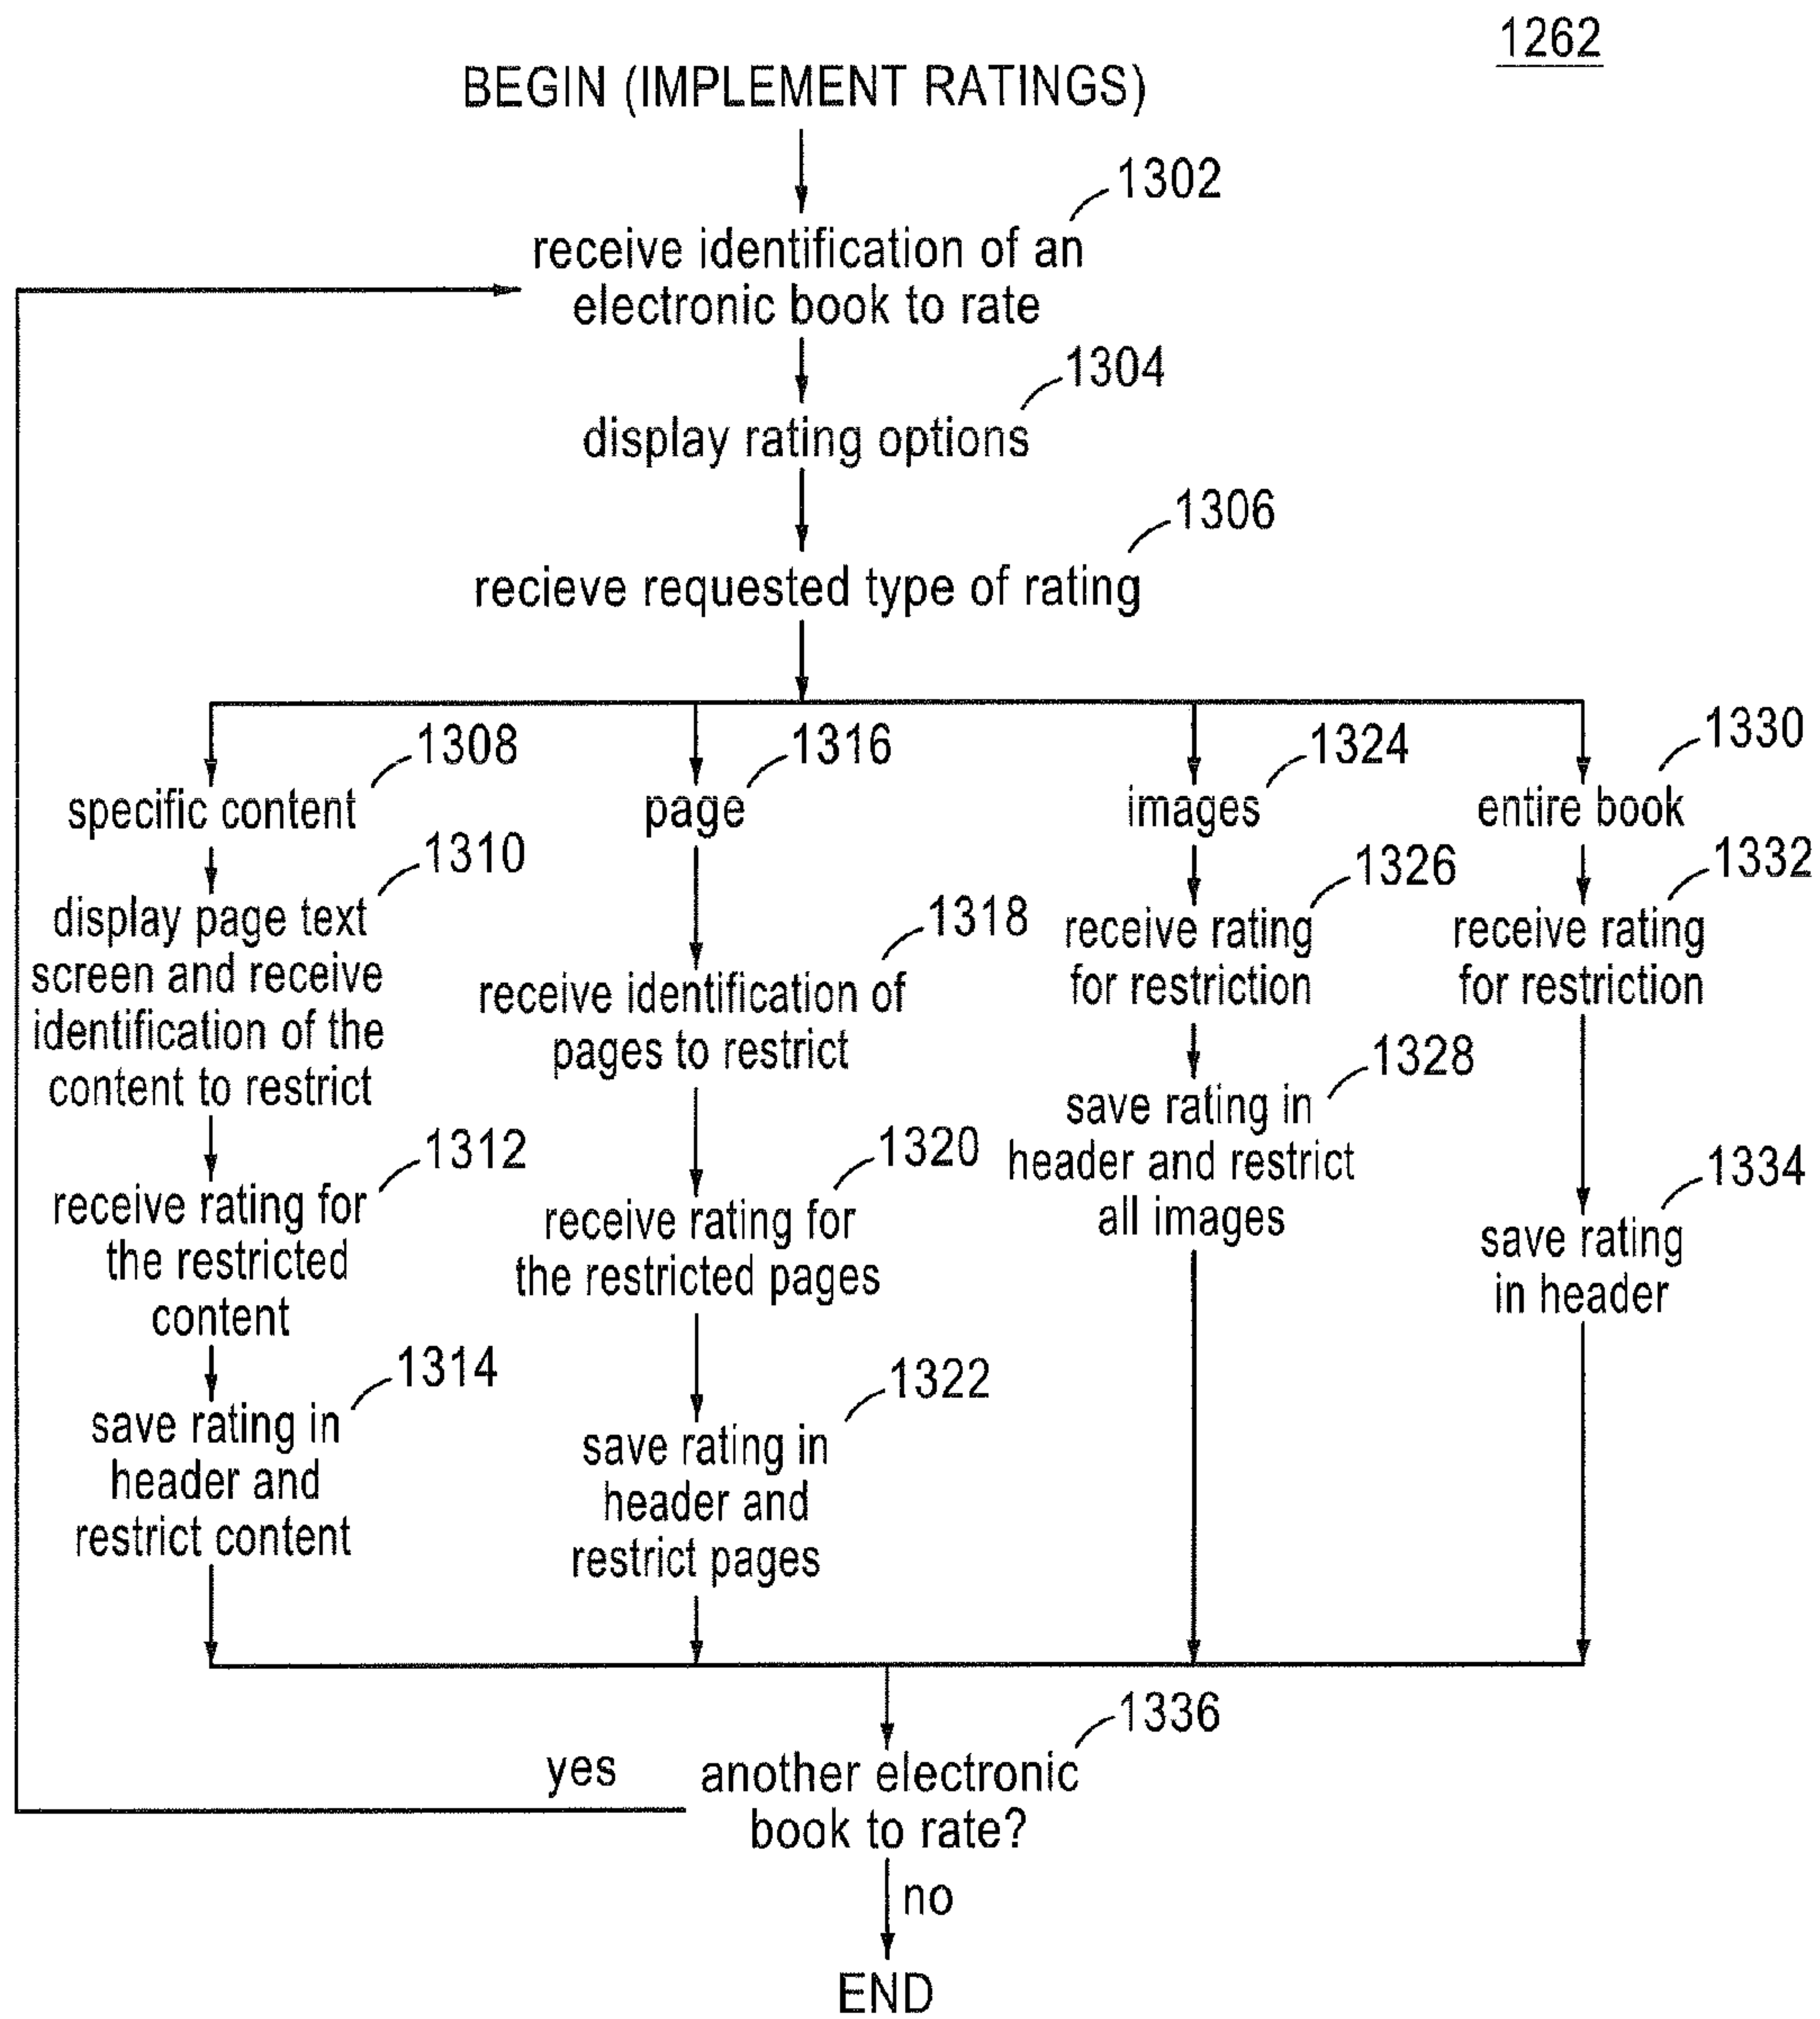 1262
BEGIN (IMPLEMENT RATINGS)
1302
receive identification of an
electronic book to rate
1304
display rating options
1306
recieve requested type of rating
1308
specific content
1310
display page text
screen and receive
identification of the
content to restrict
1312
receive rating for
the restricted
content
1314
save rating in
header and
restrict content
1316
page
1318
receive identification of
pages to restrict
1320
receive rating for
the restricted pages
1322
save rating in
header and
restrict pages
1324
images
1326
receive rating
for restriction
1328
save rating in
header and restrict
all images
1330
entire book
1332
receive rating
for restriction
1334
save rating
in header
1336
another electronic
book to rate?
yes
no
END